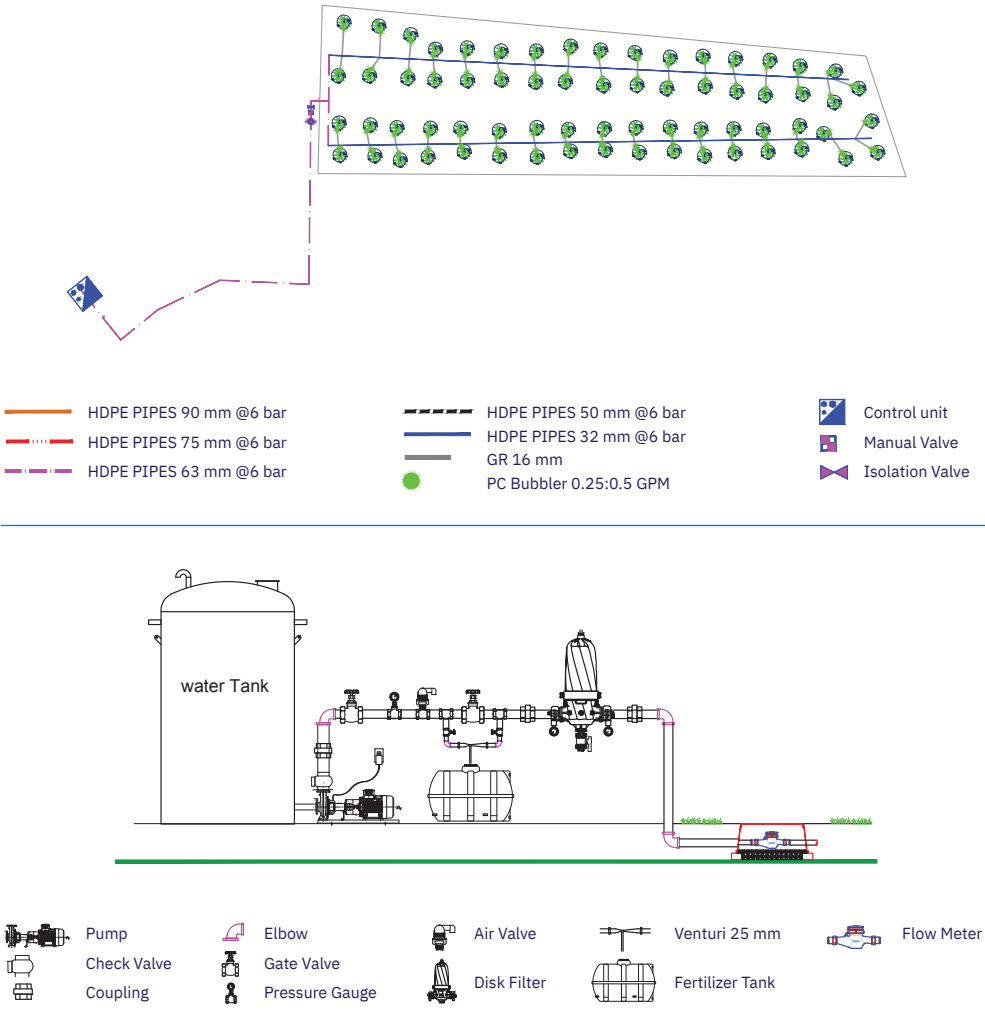 HDPE PIPES 90 mm @6 bar
HDPE PIPES 75 mm @6 bar
HDPE PIPES 63 mm @6 bar
HDPE PIPES 50 mm @6 bar
HDPE PIPES 32 mm @6 bar
GR 16 mm
PC Bubbler 0.25:0.5 GPM
Control unit
Manual Valve
Isolation Valve
water Tank
Pump
Check Valve
Coupling
Elbow
Gate Valve
Pressure Gauge
Air Valve
Disk Filter
Venturi 25 mm
Fertilizer Tank
Flow Meter